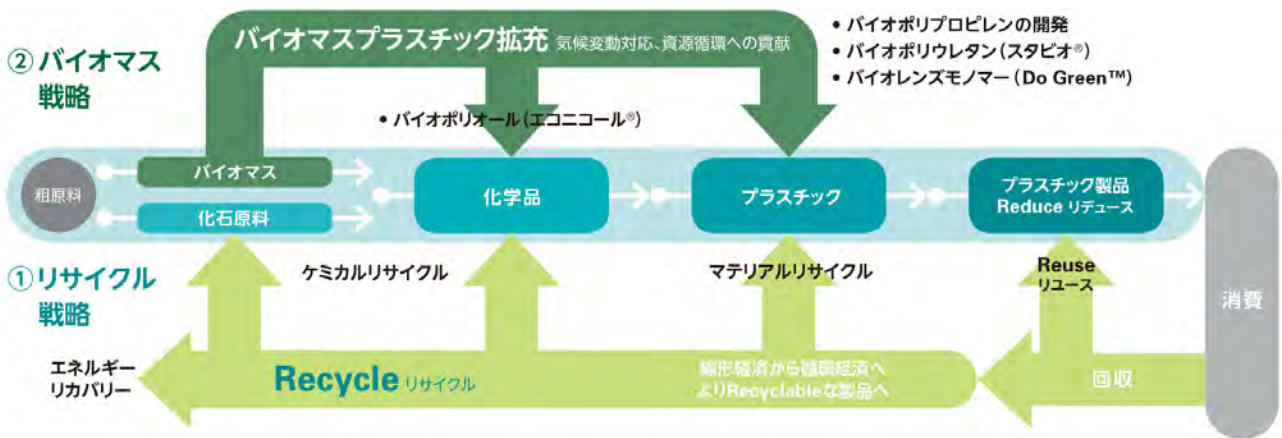 ② バイオマス
戦略
バイオマスプラスチック拡充 気候変動対応、資源循環への貢献
• バイオポリプロピレンの開発
• バイオポリウレタン(スタビオ®)
• バイオレンズモノマー(Do Green™)
• バイオポリオール(エコニコール®)
粗原料
バイオマス
化石原料
化学品
プラスチック
プラスチック製品
Reduce リデュース
消費
① リサイクル
戦略
ケミカルリサイクル
マテリアルリサイクル
Reuse
リユース
エネルギー
リカバリー
Recycle リサイクル
線形経済から循環経済へ
よりRecyclableな製品へ
回収